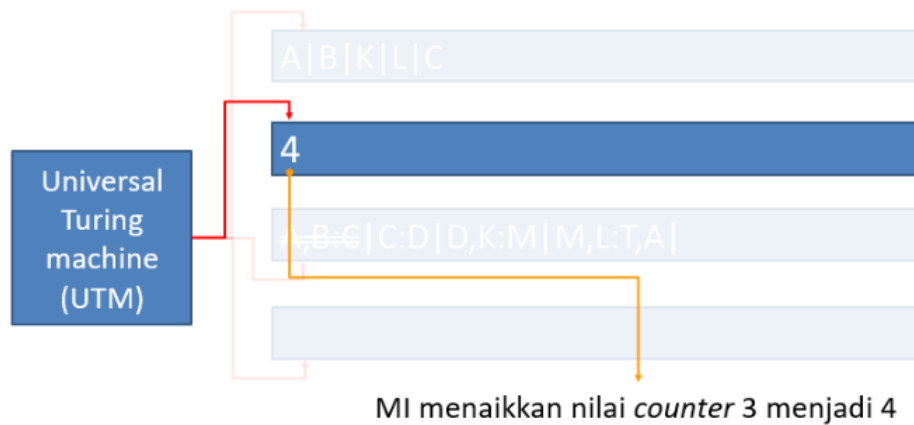 A|B|K|L|C
4
Universal
Turing
machine
(UTM)
A,B:C|C:D|D,K:M|M,L:T,A|
MI menaikkan nilai counter 3 menjadi 4